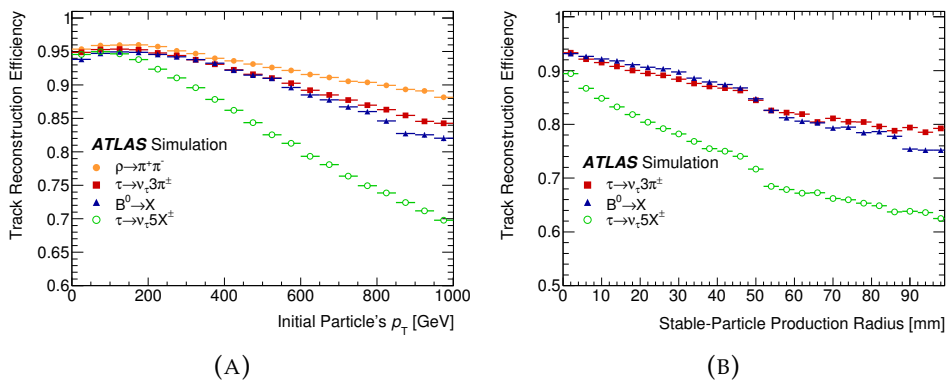 Track Reconstruction Efficiency
1
0.95
0.9
0.85
0.8
0.75
0.7
0.65
0.6
ATLAS Simulation
ρ→π⁺π⁻
τ→ν_τ3π^±
B⁰→X
τ→ν_τ5X^±
0 200 400 600 800 1000
Initial Particle's p_T [GeV]
(A)
Track Reconstruction Efficiency
1
0.9
0.8
0.7
0.6
0.5
ATLAS Simulation
τ→ν_τ3π^±
B⁰→X
τ→ν_τ5X^±
0 10 20 30 40 50 60 70 80 90
Stable-Particle Production Radius [mm]
(B)